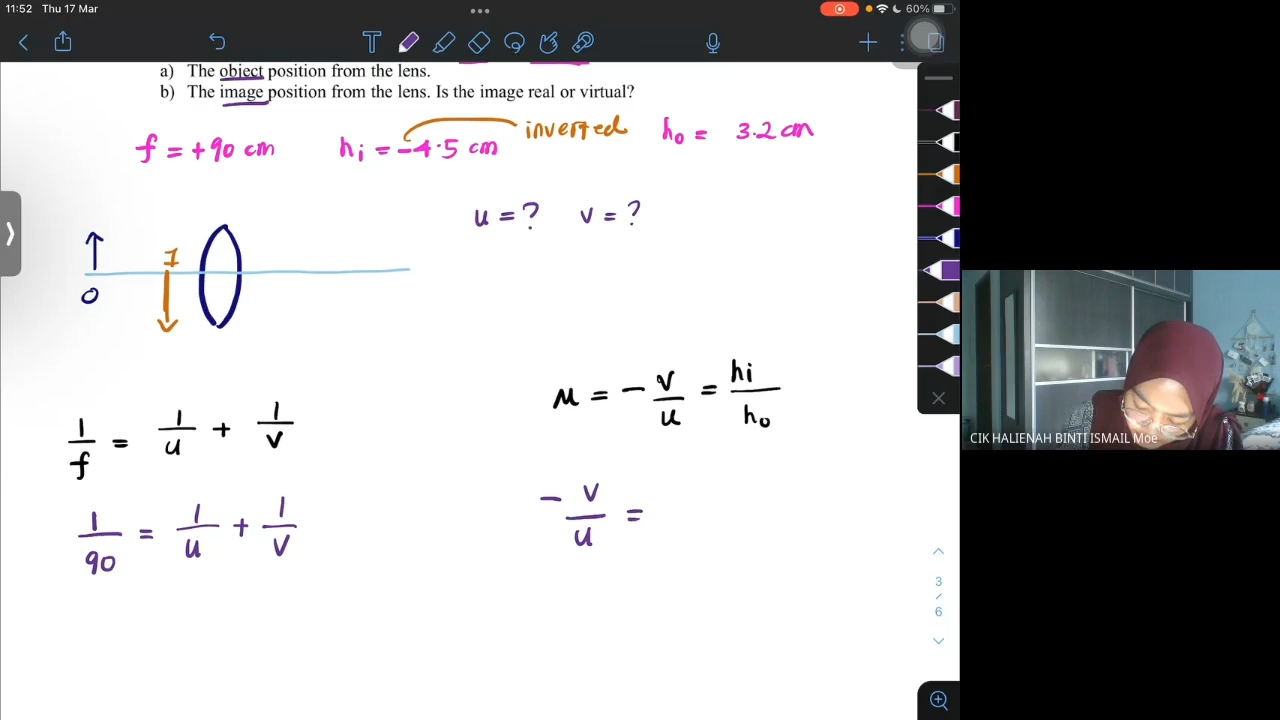 11:52 Thu 17 Mar
60%
a) The object position from the lens.
b) The image position from the lens. Is the image real or virtual?
f = +90 cm
hi = -4.5 cm
inverted
ho = 3.2 cm
u = ? v = ?
O
I
M = - v/u = hi/ho
1/f = 1/u + 1/v
- v/u =
1/90 = 1/u + 1/v
CIK HALIENAH BINTI ISMAIL Moe
3
/
6